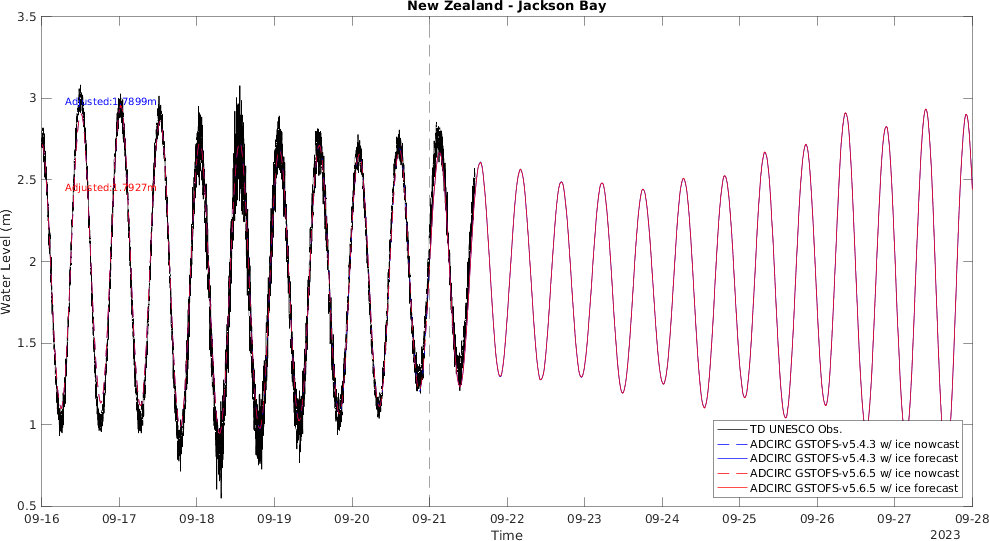 New Zealand - Jackson Bay
3.5
3
2.5
2
1.5
1
0.5
Water Level (m)
Adjusted:1.7899m
Adjusted:1.7927m
TD UNESCO Obs.
ADCIRC GSTOFS-v5.4.3 w/ ice nowcast
ADCIRC GSTOFS-v5.4.3 w/ ice forecast
ADCIRC GSTOFS-v5.6.5 w/ ice nowcast
ADCIRC GSTOFS-v5.6.5 w/ ice forecast
09-16 09-17 09-18 09-19 09-20 09-21 09-22 09-23 09-24 09-25 09-26 09-27 09-28
Time
2023